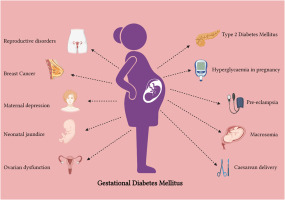 Reproductive disorders
Type 2 Diabetes Mellitus
Breast Cancer
Hyperglycaemia in pregnancy
Maternal depression
Pre-eclampsia
Neonatal jaundice
Macrosomia
Ovarian dysfunction
Caesarean delivery
Gestational Diabetes Mellitus